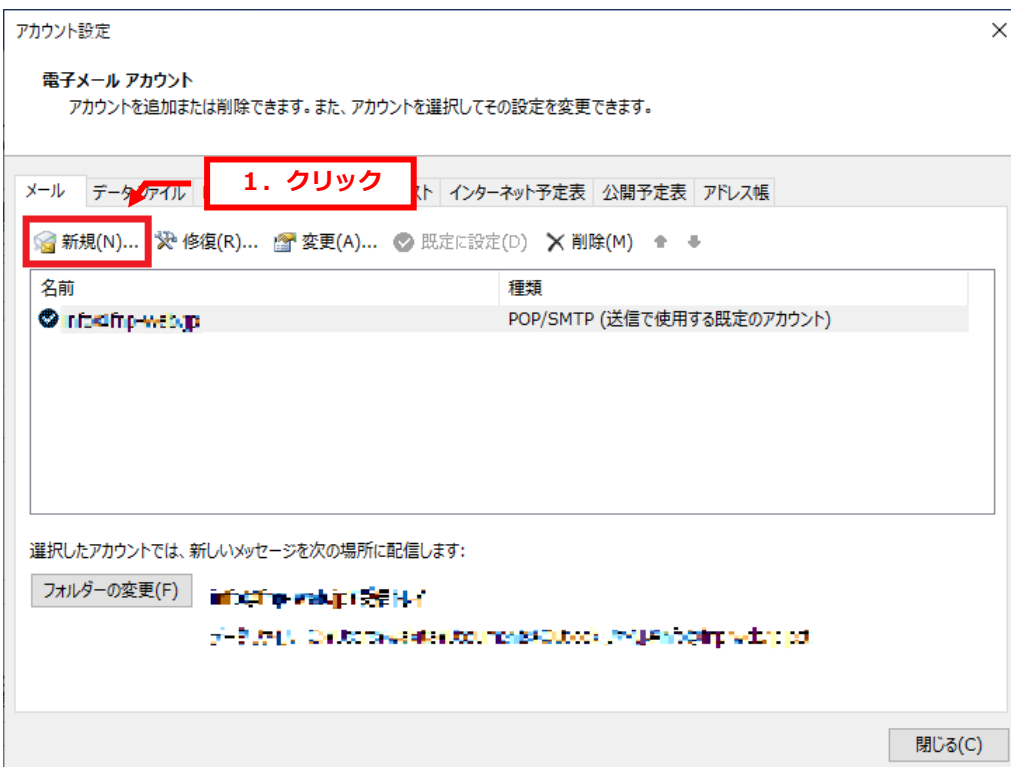 アカウント設定
電子メール アカウント
アカウントを追加または削除できます。また、アカウントを選択してその設定を変更できます。
1．クリック
メール データファイル スト インターネット予定表 公開予定表 アドレス帳
新規(N)... 修復(R)... 変更(A)... 既定に設定(D) 削除(M)
名前 種類
POP/SMTP (送信で使用する既定のアカウント)
選択したアカウントでは、新しいメッセージを次の場所に配信します:
フォルダーの変更(F)
閉じる(C)